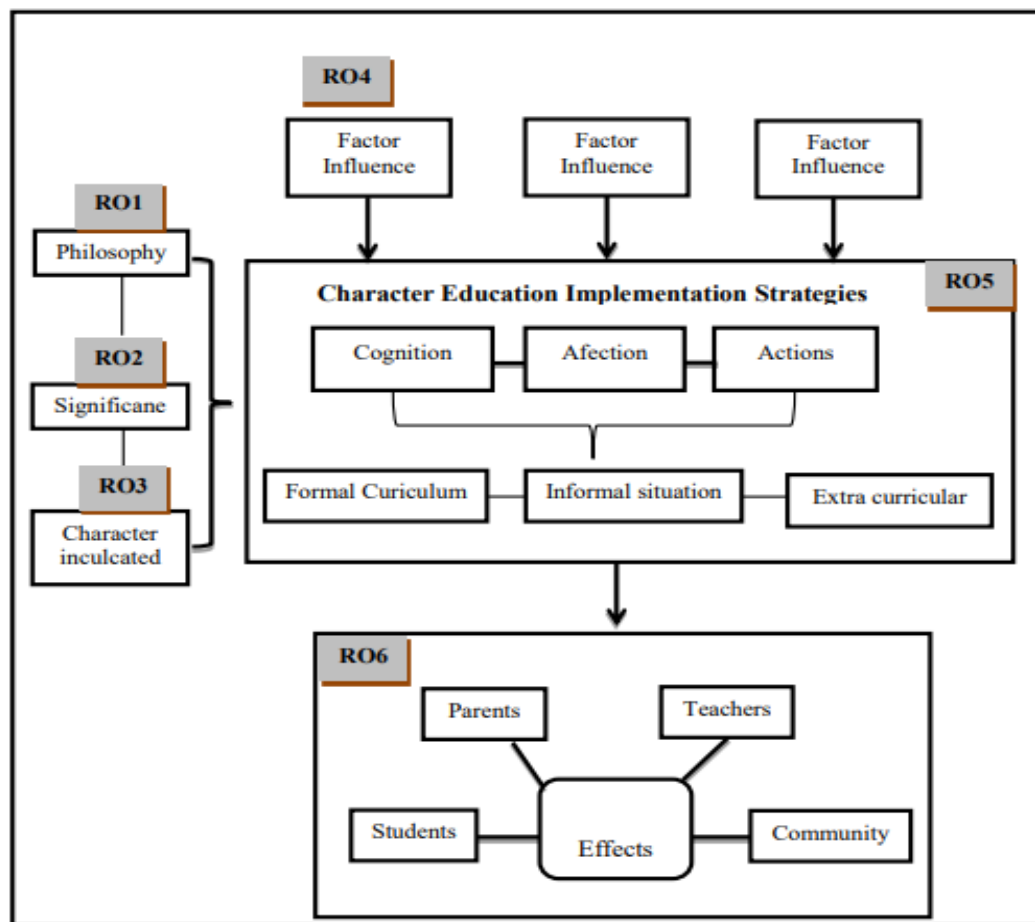 RO4
Factor
Influence
Factor
Influence
Factor
Influence
RO1
Philosophy
RO2
Significane
RO3
Character
inculcated
RO5
Character Education Implementation Strategies
Cognition
Afection
Actions
Formal Curiculum
Informal situation
Extra curricular
RO6
Parents
Teachers
Students
Effects
Community